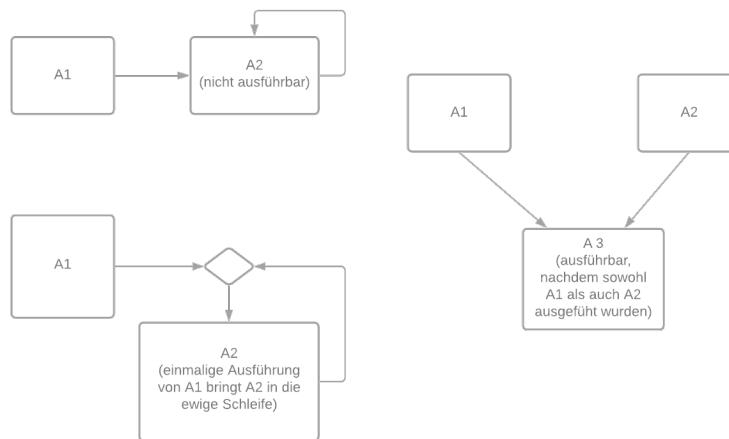 A1
A2
(nicht ausführbar)
A1
A2
A 3
(ausführbar,
nachdem sowohl
A1 als auch A2
ausgefüht wurden)
A1
A2
(einmalige Ausführung
von A1 bringt A2 in die
ewige Schleife)